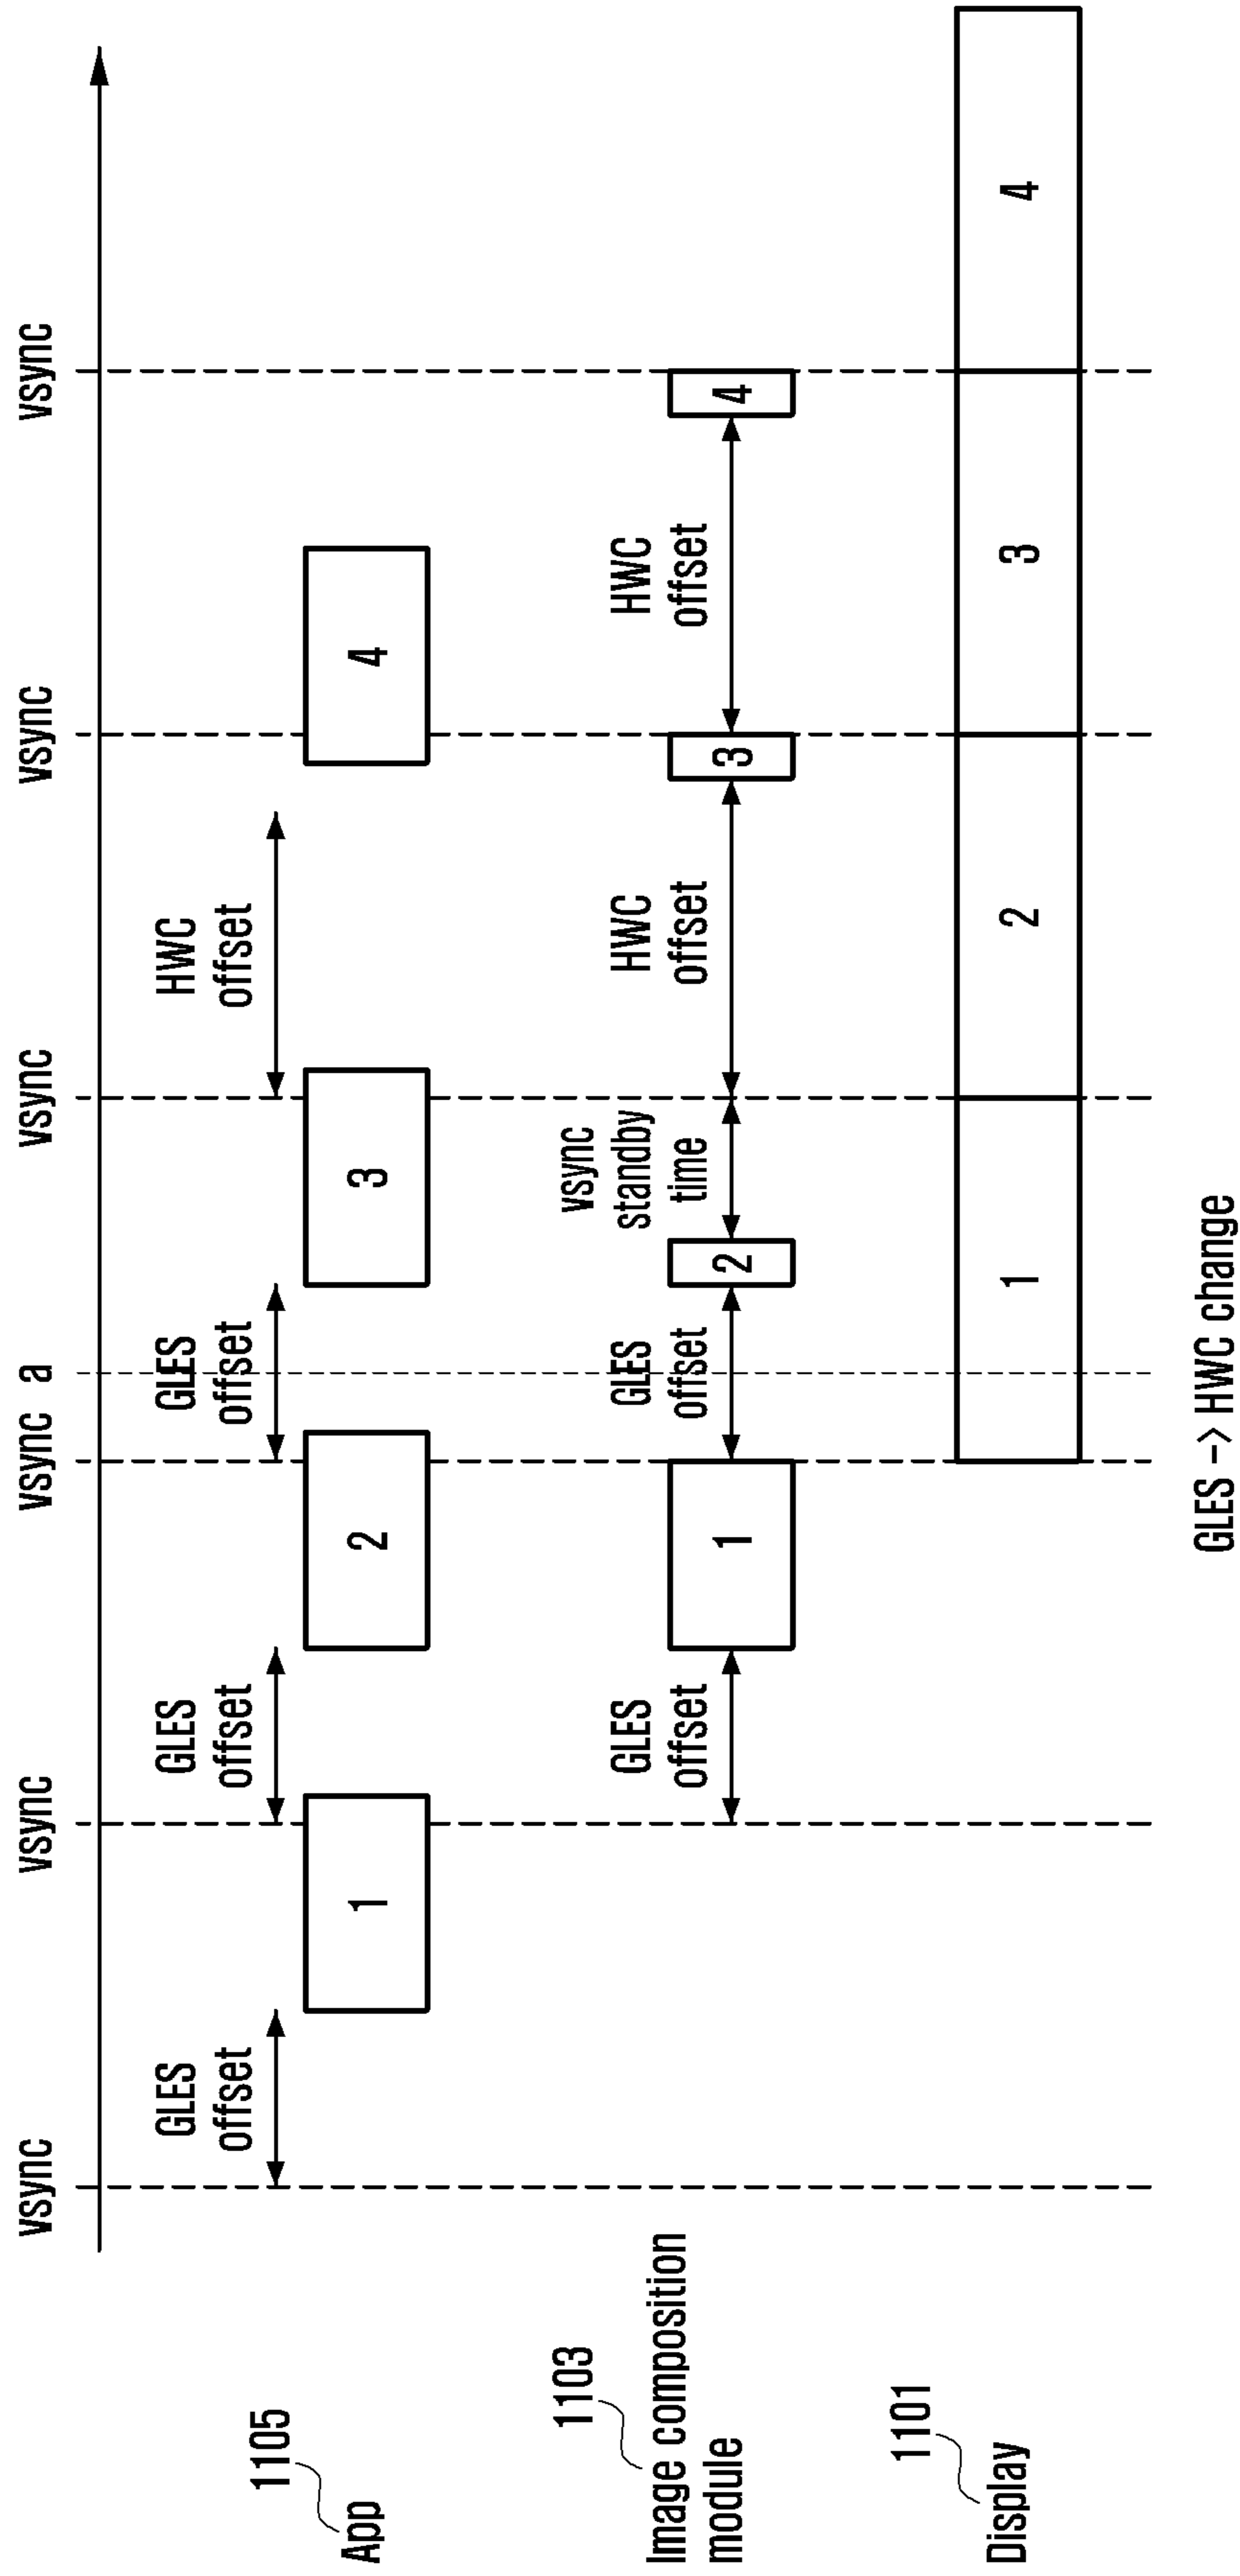 vsync vsync vsync a vsync vsync vsync
GLES GLES GLES HWC
offset offset offset offset
1105
App
1 2 3 4
1103
Image composition
module
GLES
offset
1
GLES
offset
2
vsync
standby
time
HWC
offset
3
HWC
offset
4
1101
Display
1 2 3 4
GLES -> HWC change